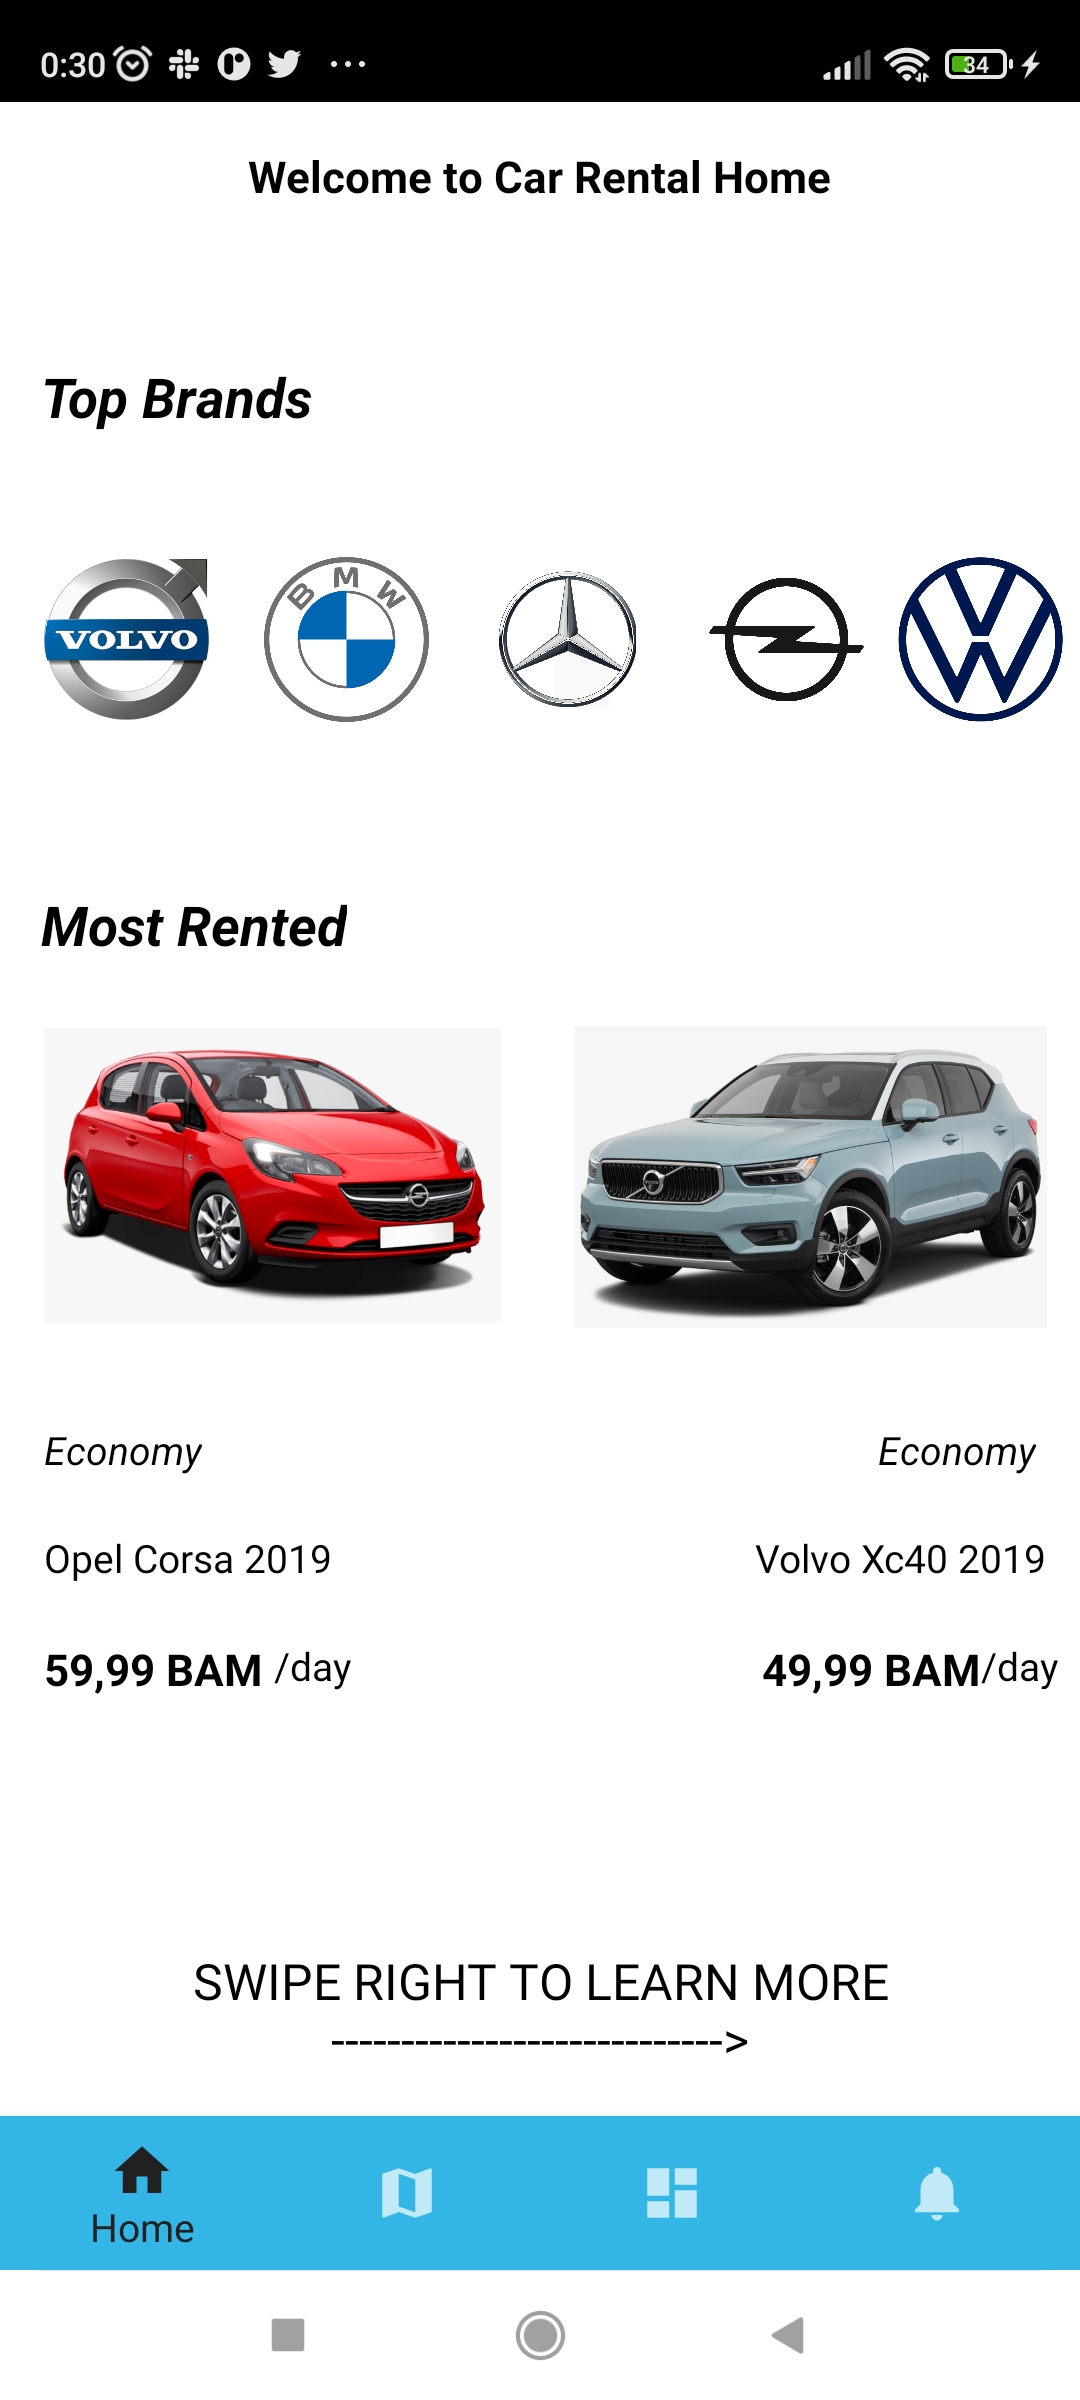 0:30
34
Welcome to Car Rental Home
Top Brands
VOLVO
BMW
Most Rented
Economy
Economy
Opel Corsa 2019
Volvo Xc40 2019
59,99 BAM /day
49,99 BAM/day
SWIPE RIGHT TO LEARN MORE
---------------------------->
Home